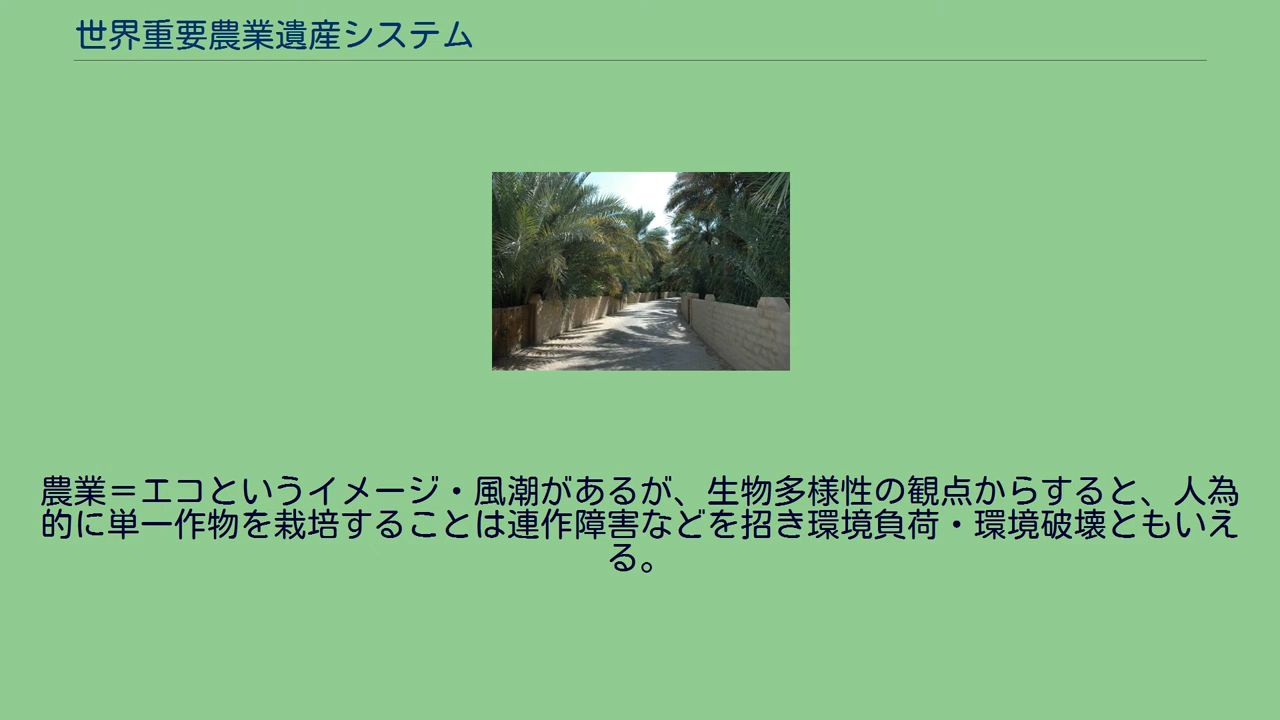 世界重要農業遺産システム
農業＝エコというイメージ・風潮があるが、生物多様性の観点からすると、人為
的に単一作物を栽培することは連作障害などを招き環境負荷・環境破壊ともいえ
る。